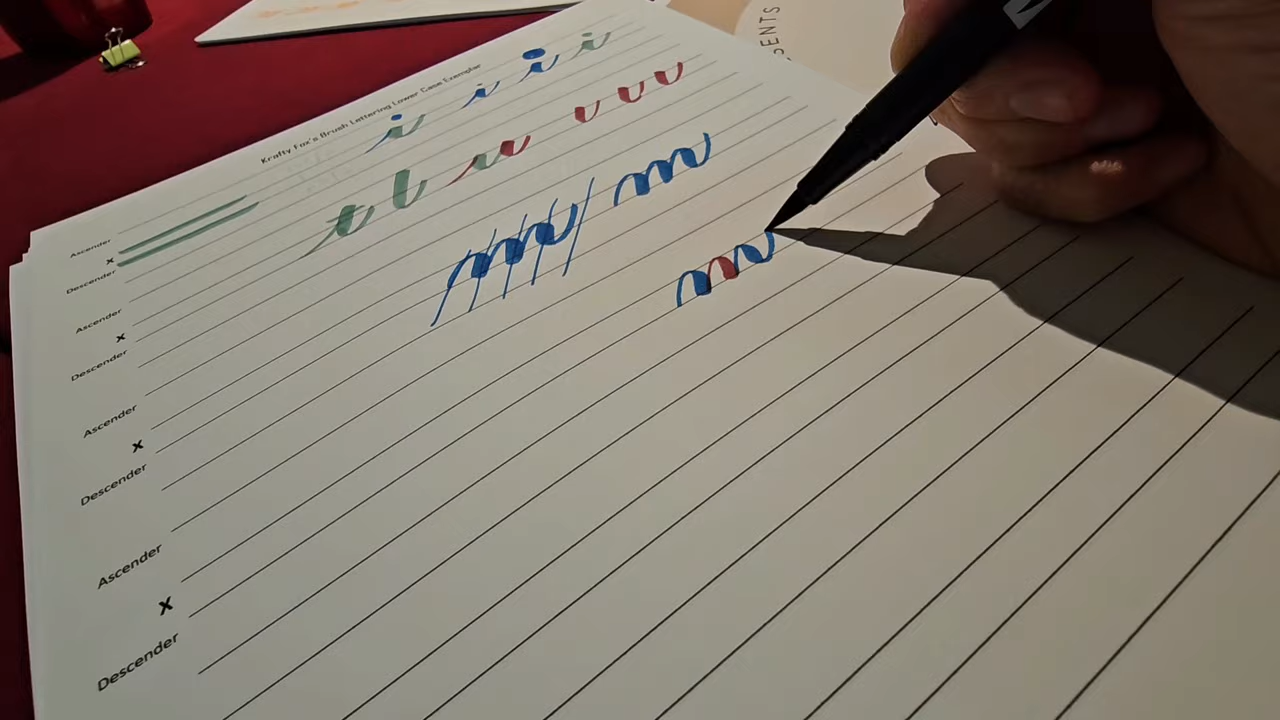 Krafty Fox's Brush Lettering Lower Case Exemplar
i i i i
Ascender
x
Descender
t l u v v v
Ascender
x
Descender
m m
Ascender
x
Descender
m
Ascender
x
Descender